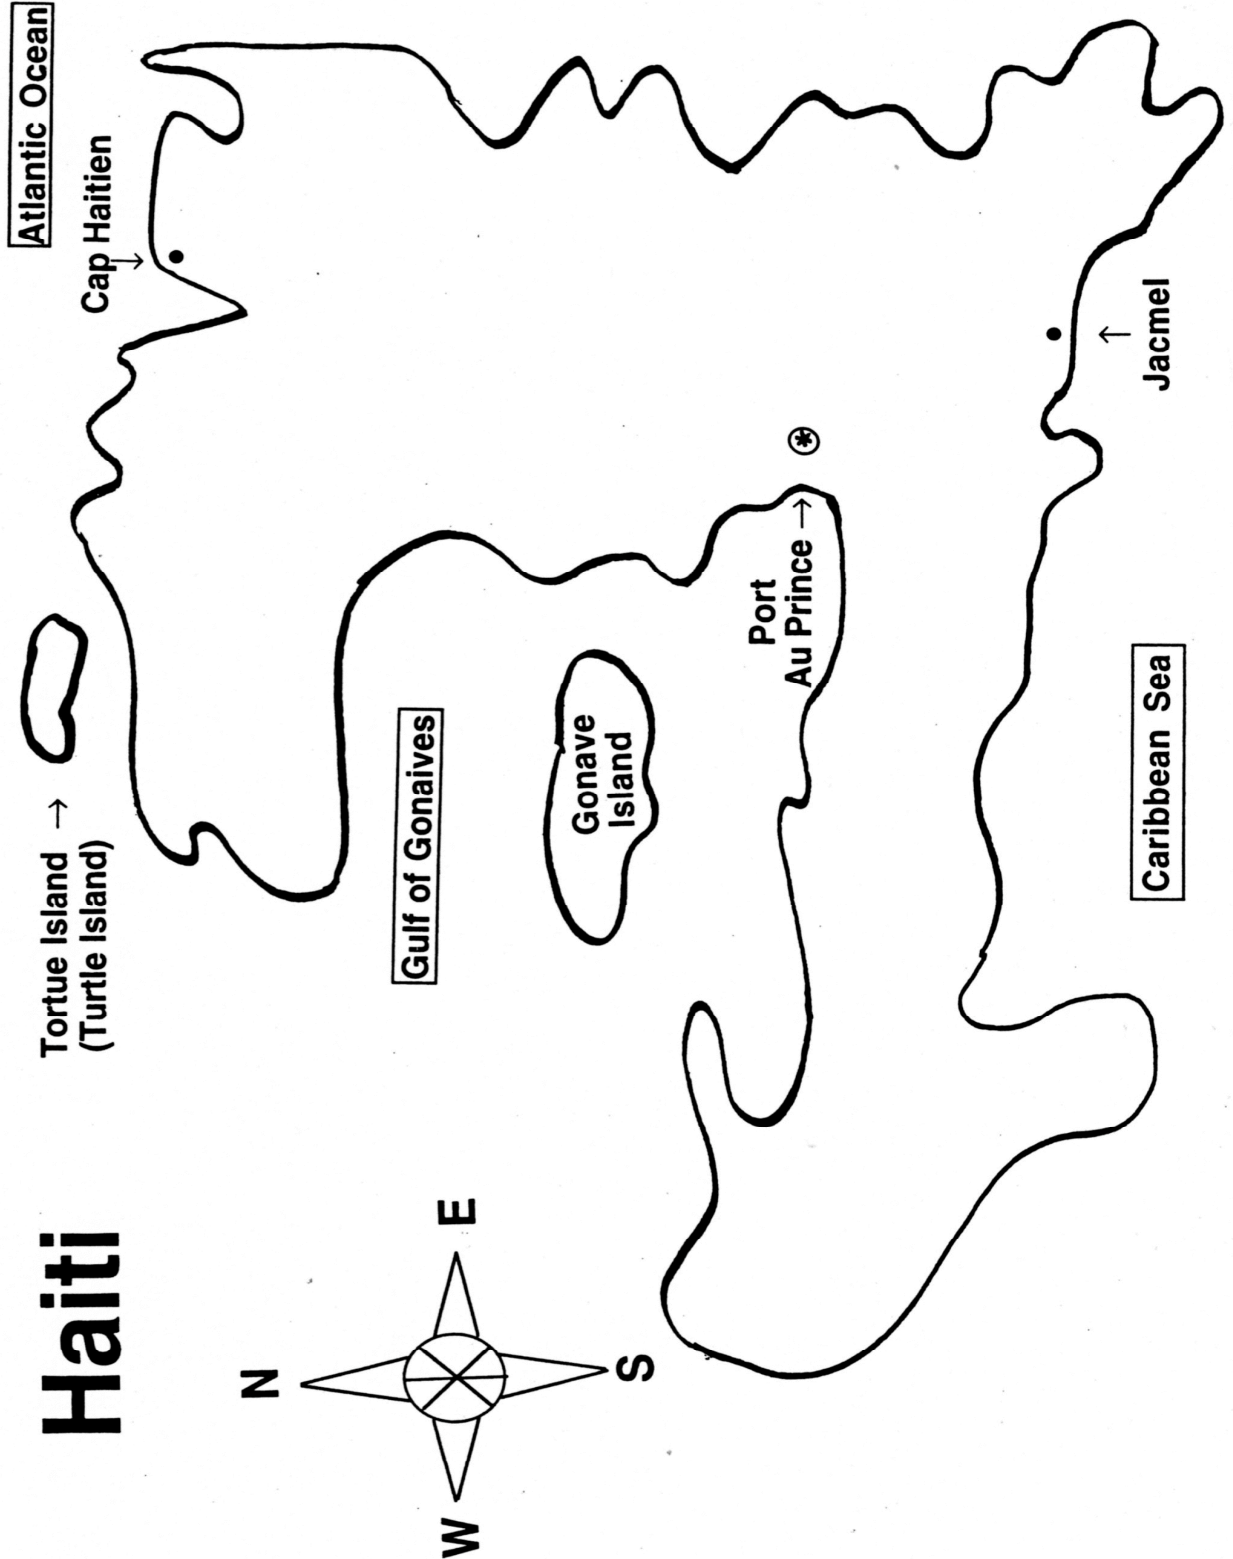 Haiti
Atlantic Ocean
Tortue Island →
(Turtle Island)
Cap Haitien
N
W
E
S
Gulf of Gonaives
Gonave
Island
Port
Au Prince →
Jacmel
Caribbean Sea